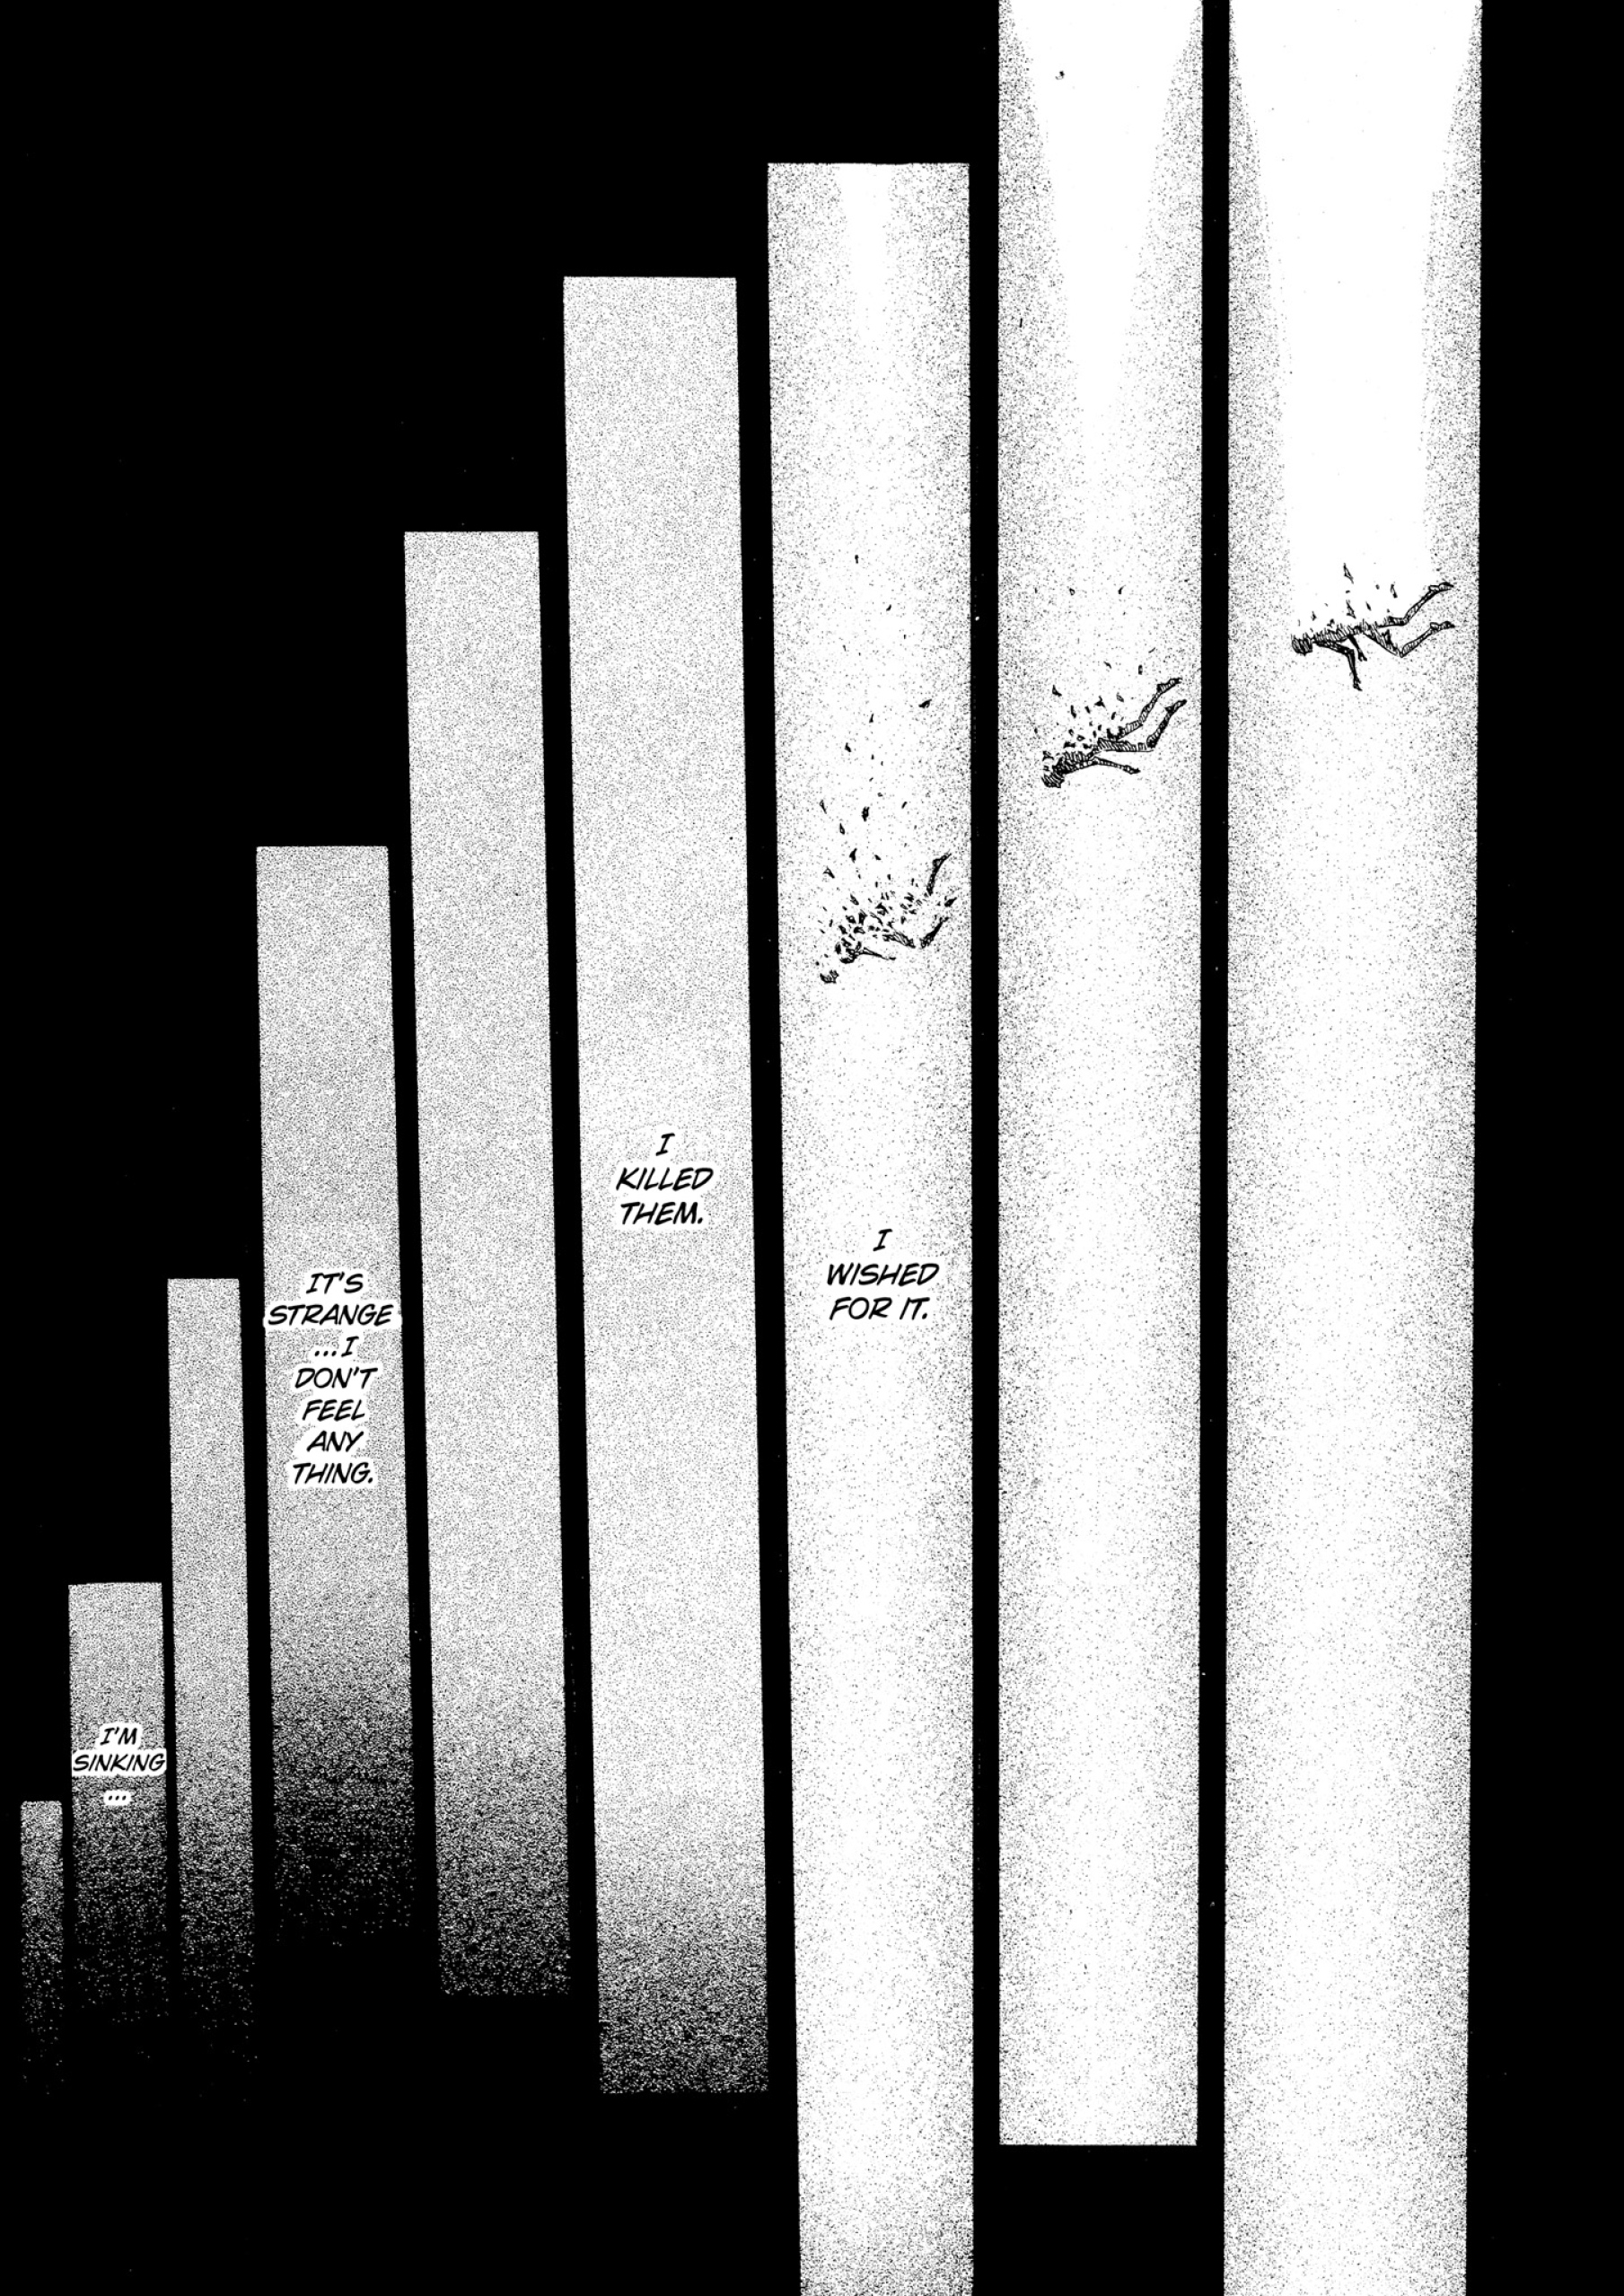 I
WISHED
FOR IT.
I
KILLED
THEM.
IT'S
STRANGE
...I
DON'T
FEEL
ANY
THING.
I'M
SINKING
...